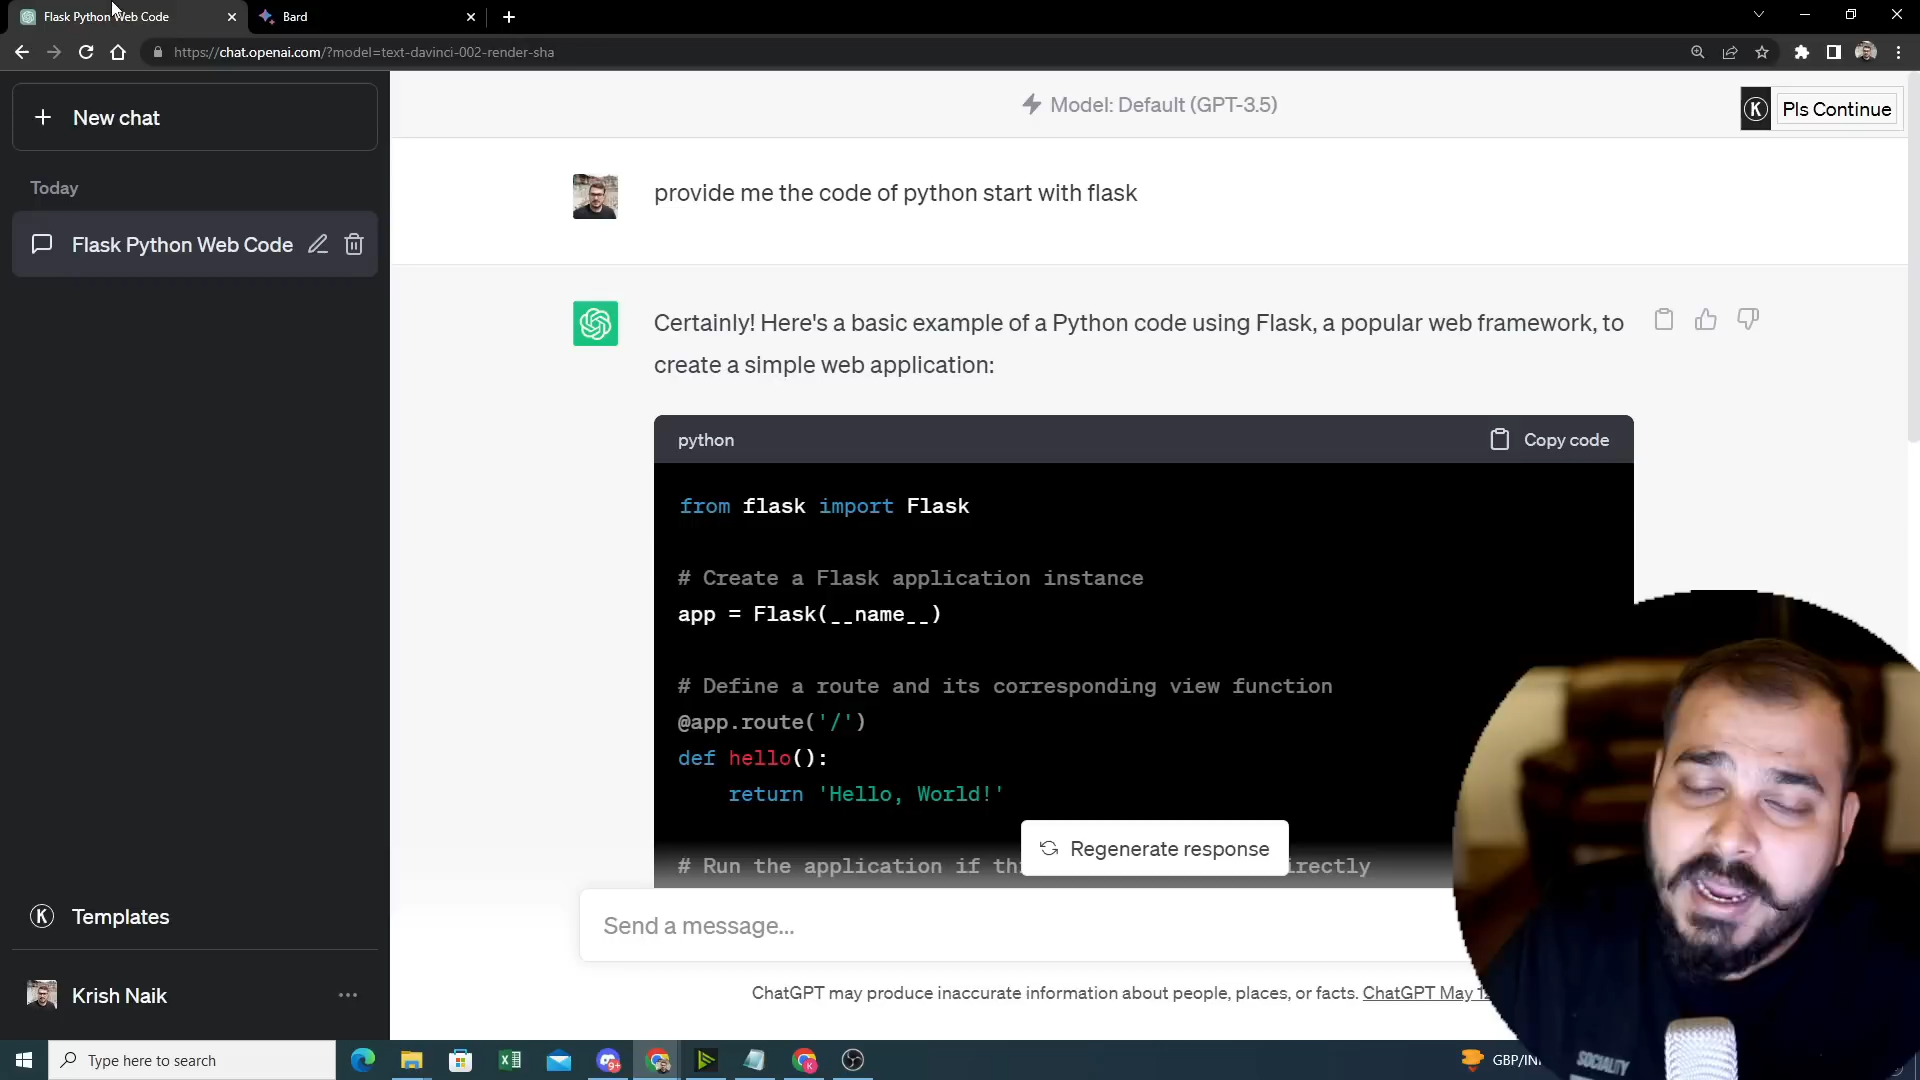 Flask Python Web Code
Bard
https://chat.openai.com/?model=text-davinci-002-render-sha
New chat
Today
Flask Python Web Code
Templates
Krish Naik
Model: Default (GPT-3.5)
K
Pls Continue
provide me the code of python start with flask
Certainly! Here's a basic example of a Python code using Flask, a popular web framework, to
create a simple web application:
python
Copy code
from flask import Flask
# Create a Flask application instance
app = Flask(__name__)
# Define a route and its corresponding view function
@app.route('/')
def hello():
return 'Hello, World!'
# Run the application if
Regenerate response
Send a message...
ChatGPT may produce inaccurate information about people, places, or facts. ChatGPT May
Type here to search
GBP/IN
SOCIALITY